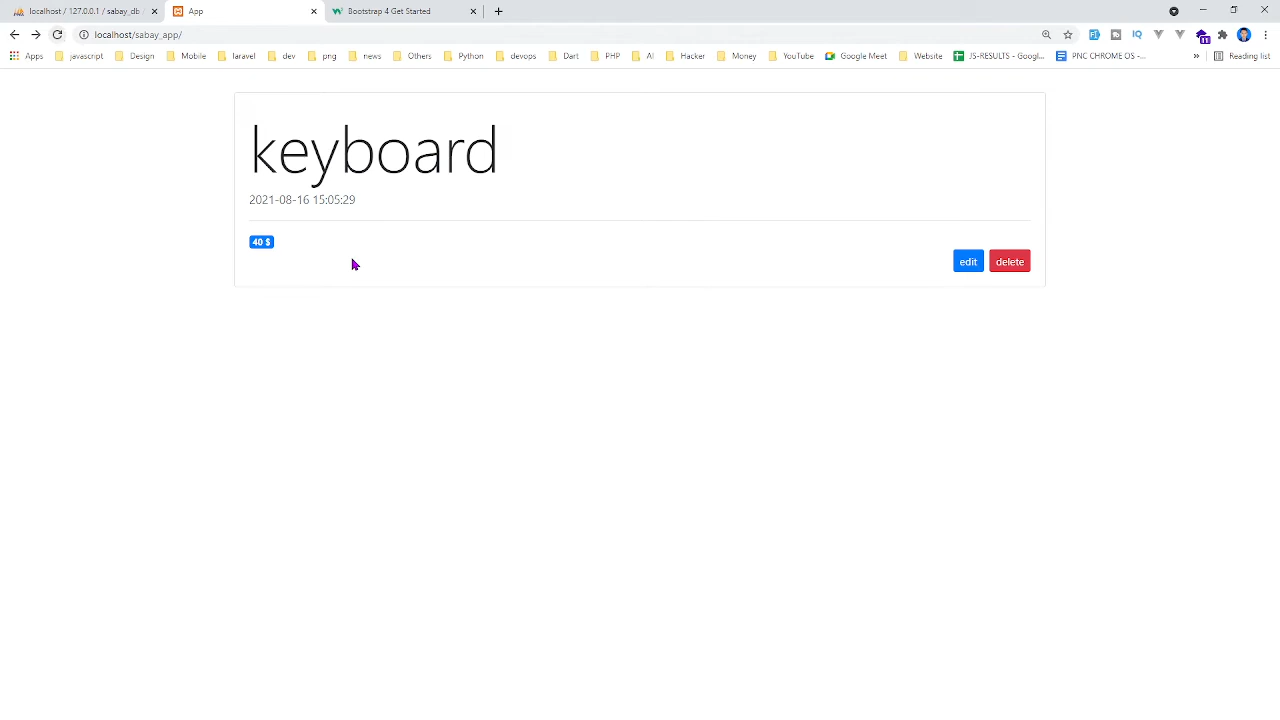 localhost / 127.0.0.1 / sabay_db
App
Bootstrap 4 Get Started
localhost/sabay_app/
11
Apps
javascript
Design
Mobile
laravel
dev
png
news
Others
Python
devops
Dart
PHP
AI
Hacker
Money
YouTube
Google Meet
Website
JS-RESULTS - Googl...
PNC CHROME OS -...
»
Reading list
keyboard
2021-08-16 15:05:29
40 $
edit
delete